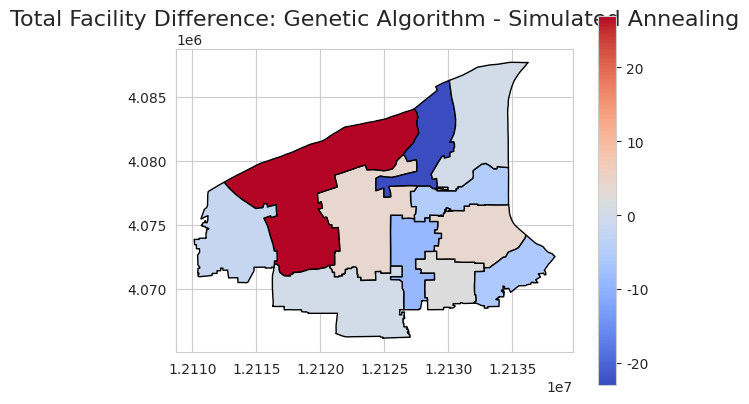 Total Facility Difference: Genetic Algorithm - Simulated Annealing
1e6
4.085
4.080
4.075
4.070
1.2110 1.2115 1.2120 1.2125 1.2130 1.2135
1e7
20
10
0
-10
-20